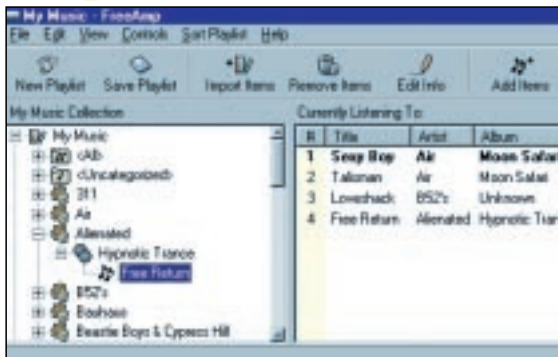 My Music - FreeAmp
File Edit View Controls Sort Playlist Help
New Playlist Save Playlist Import Items Remove Items Edit Info Add Items
My Music Collection
My Music
<All>
<Uncategorized>
311
Air
Alienated
Hypnotic Trance
Free Return
B52's
Bauhaus
Beastie Boys & Cypress Hill
Currently Listening To:
# Title Artist Album
1 Sexy Boy Air Moon Safar
2 Talisman Air Moon Safari
3 Loveshack B52's Unknown
4 Free Return Alienated Hypnotic Tran